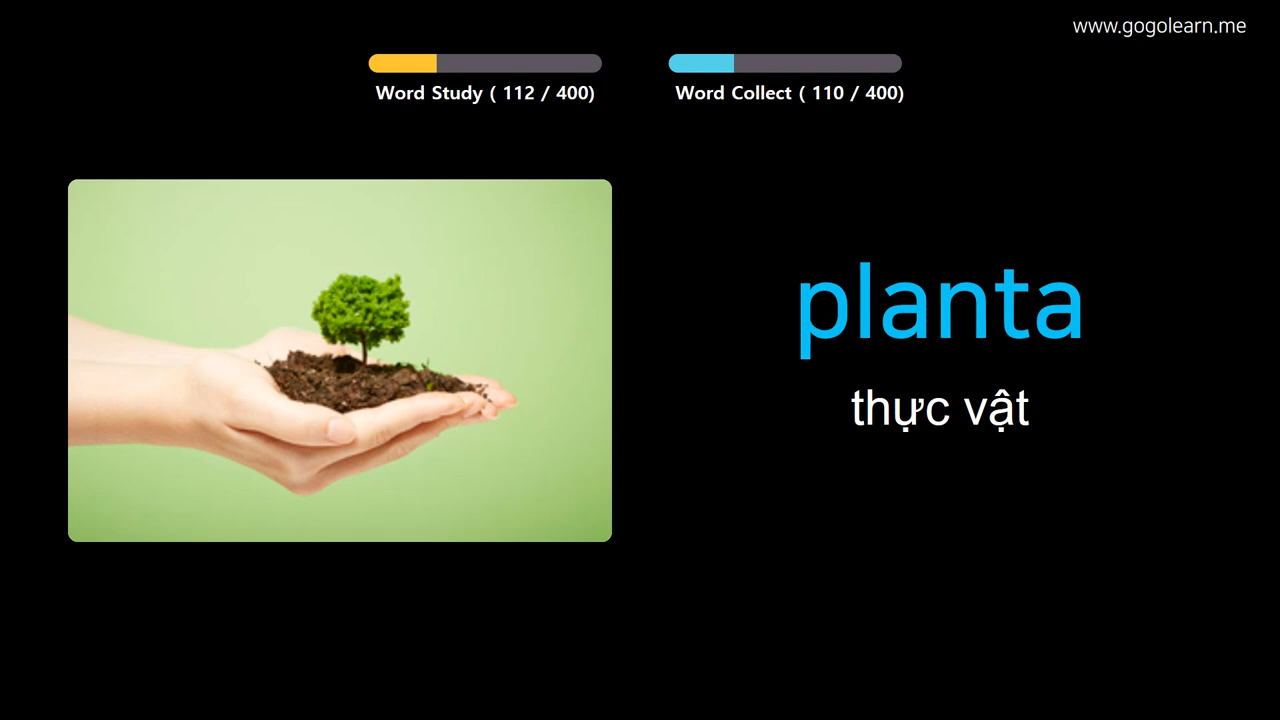 www.gogolearn.me
Word Study ( 112 / 400)
Word Collect ( 110 / 400)
planta
thực vật